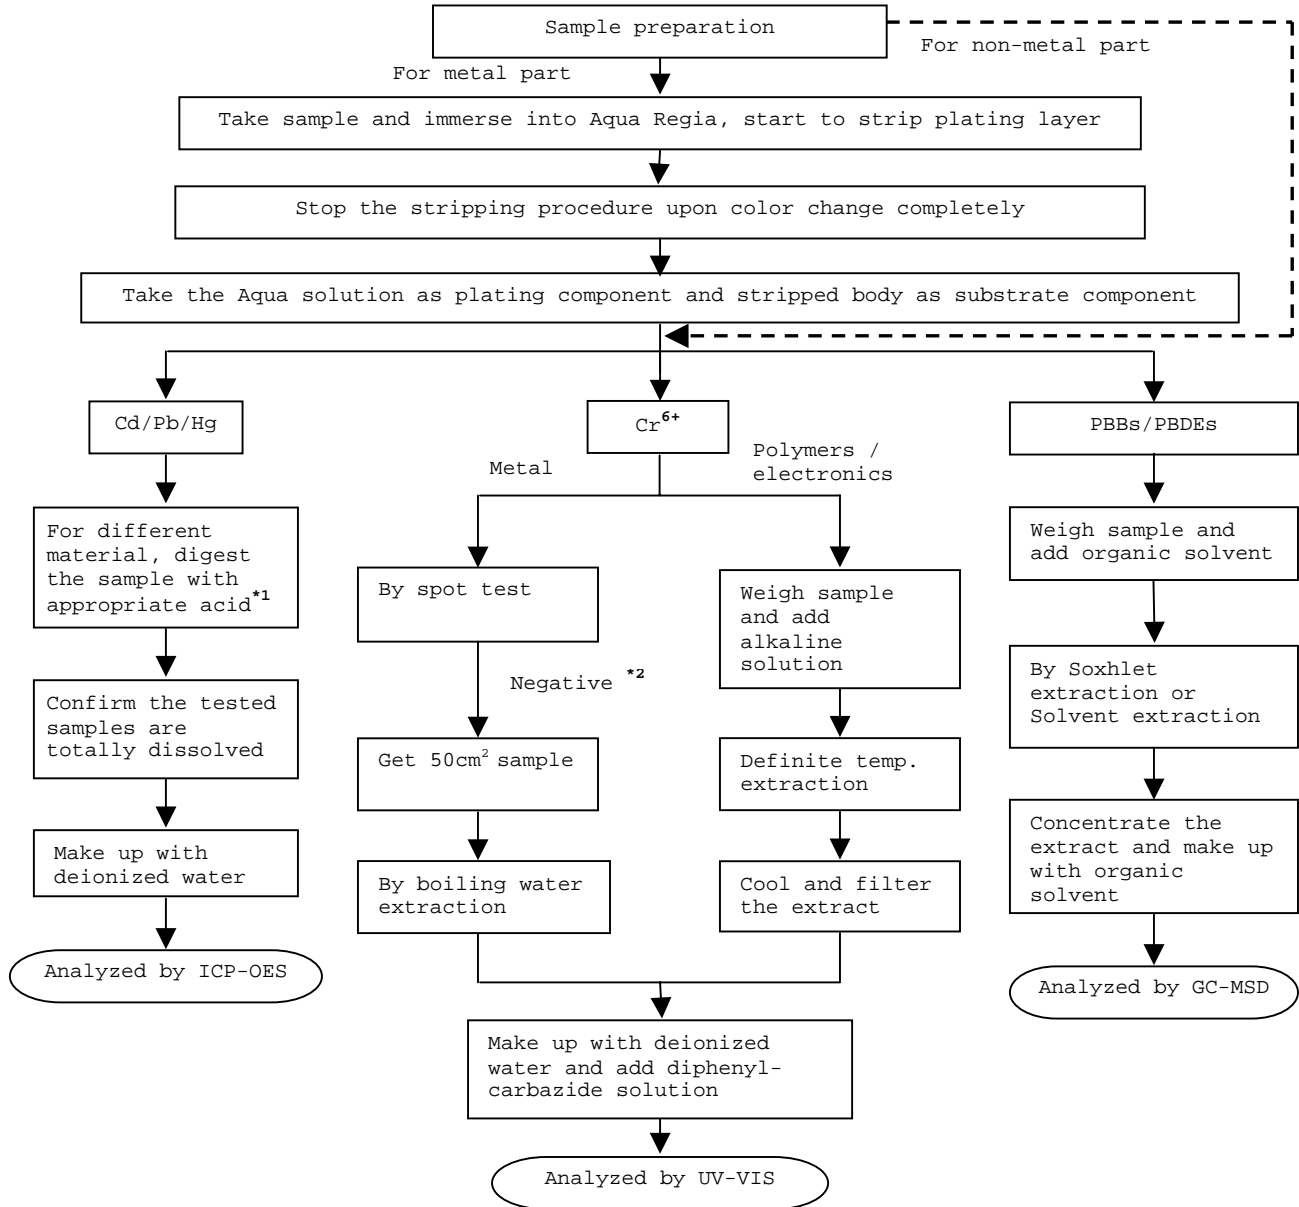 Sample preparation
For non-metal part
For metal part
Take sample and immerse into Aqua Regia, start to strip plating layer
Stop the stripping procedure upon color change completely
Take the Aqua solution as plating component and stripped body as substrate component
Cd/Pb/Hg
Cr⁶⁺
PBBs/PBDEs
Metal
Polymers /
electronics
For different
material, digest
the sample with
appropriate acid*1
Confirm the tested
samples are
totally dissolved
Make up with
deionized water
Analyzed by ICP-OES
By spot test
Negative *2
Get 50cm² sample
By boiling water
extraction
Weigh sample
and add
alkaline
solution
Definite temp.
extraction
Cool and filter
the extract
Make up with deionized
water and add diphenyl-
carbazide solution
Analyzed by UV-VIS
Weigh sample and
add organic solvent
By Soxhlet
extraction or
Solvent extraction
Concentrate the
extract and make up
with organic
solvent
Analyzed by GC-MSD